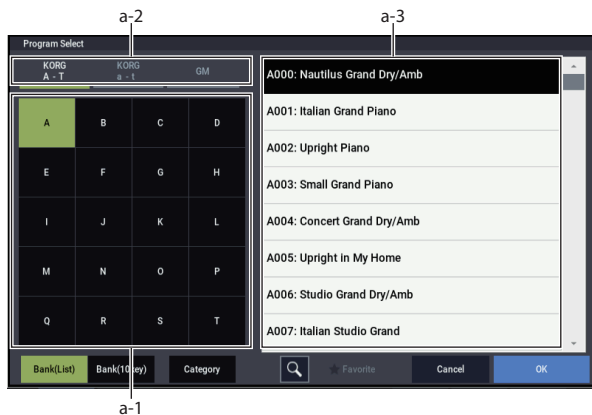 a-2
a-3
Program Select
KORG
A - T
KORG
a - t
GM
A000: Nautilus Grand Dry/Amb
A001: Italian Grand Piano
A002: Upright Piano
A003: Small Grand Piano
A004: Concert Grand Dry/Amb
A005: Upright in My Home
A006: Studio Grand Dry/Amb
A007: Italian Studio Grand
A B C D
E F G H
I J K L
M N O P
Q R S T
Bank(List) Bank(10key) Category Favorite Cancel OK
a-1